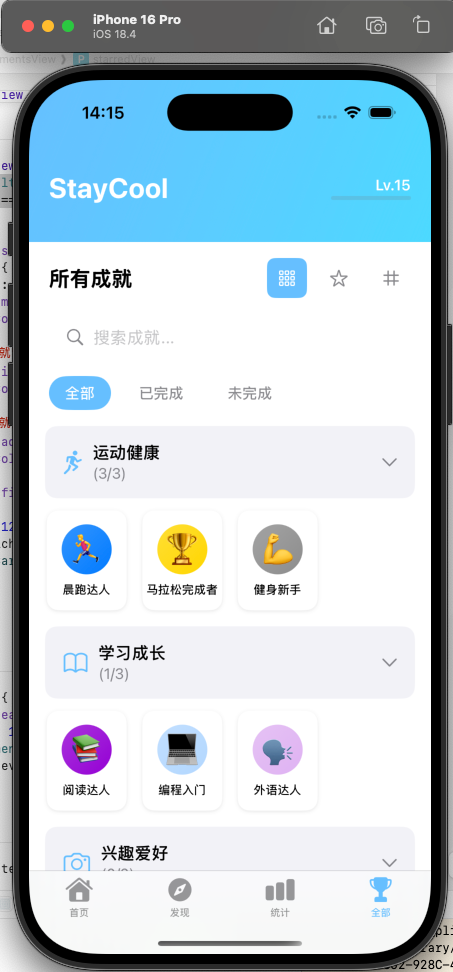 iPhone 16 Pro
iOS 18.4
mentsView
P starredView
14:15
StayCool
Lv.15
所有成就
搜索成就...
全部
已完成
未完成
运动健康
(3/3)
晨跑达人
马拉松完成者
健身新手
学习成长
(1/3)
阅读达人
编程入门
外语达人
兴趣爱好
首页
发现
统计
全部